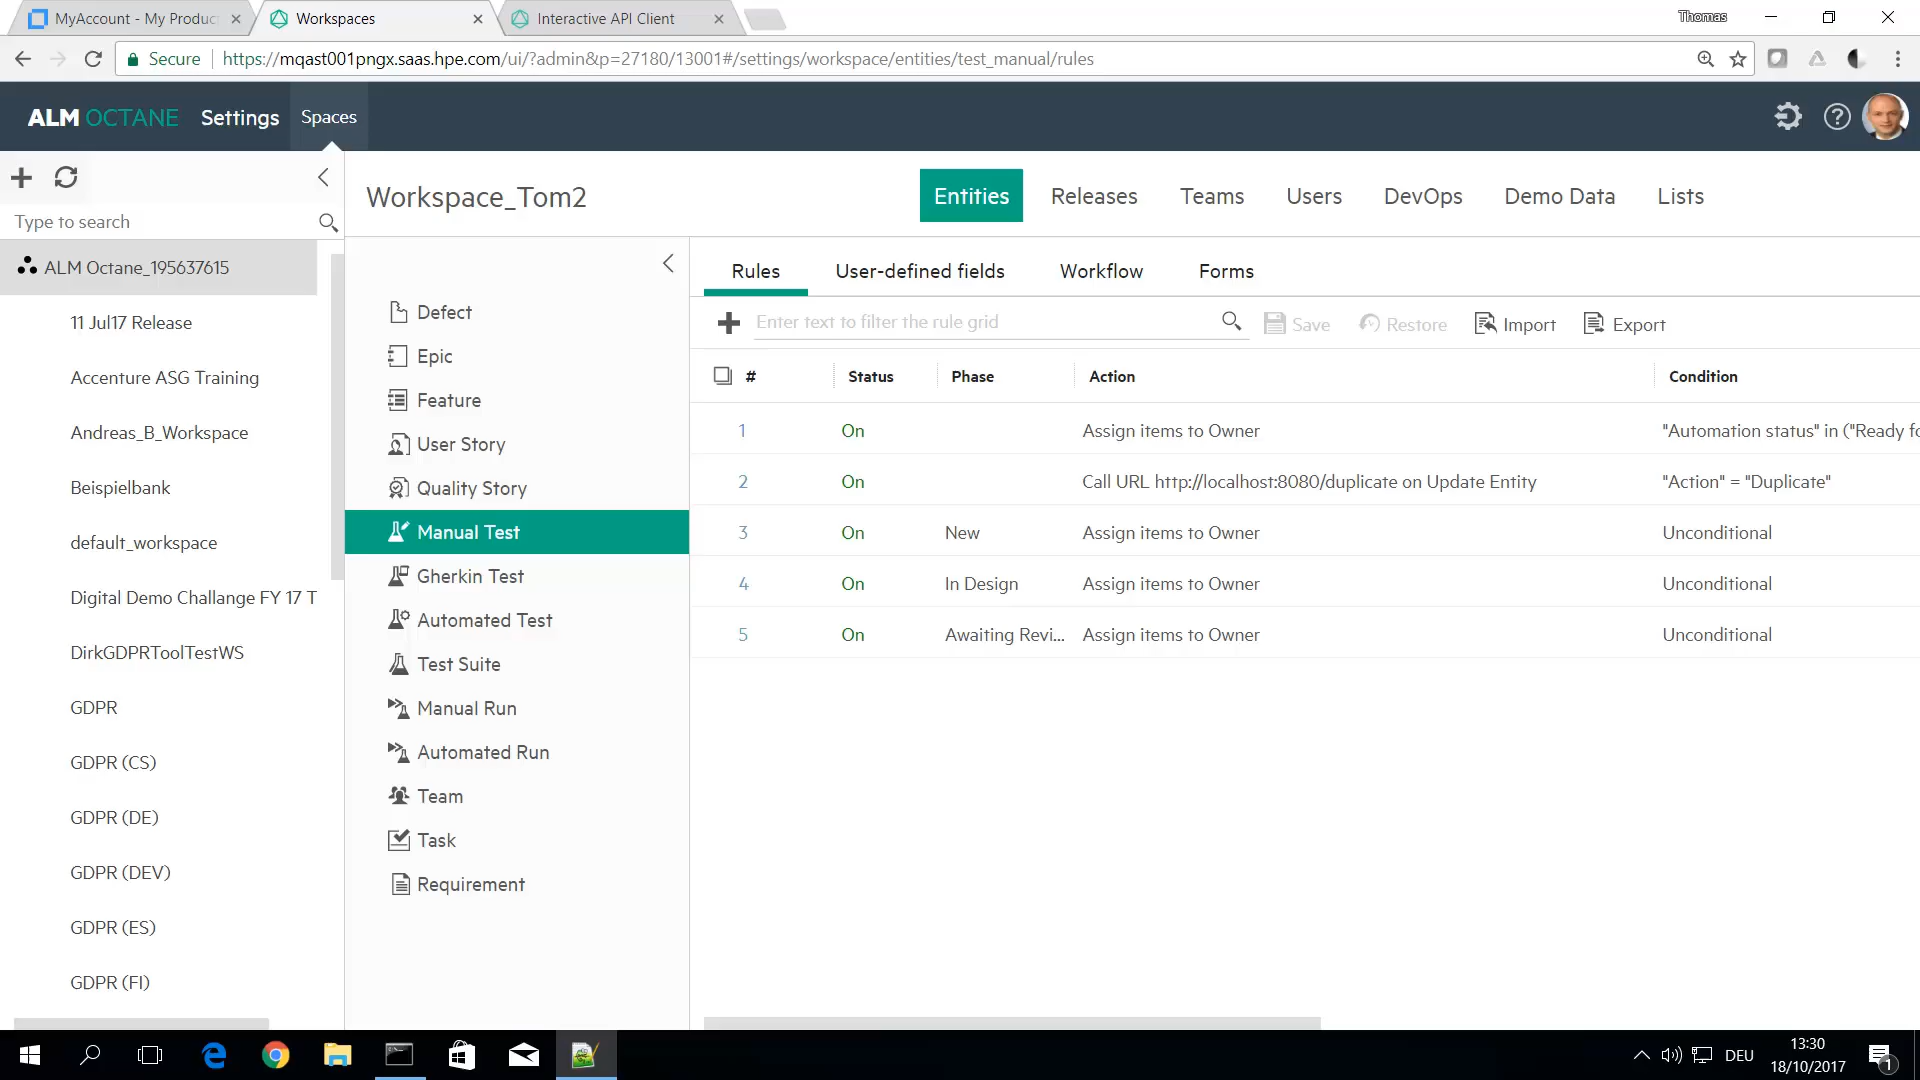 MyAccount - My Produc
Workspaces
Interactive API Client
Thomas
Secure
https://mqast001pngx.saas.hpe.com/ui/?admin&p=27180/13001#/settings/workspace/entities/test_manual/rules
ALM OCTANE
Settings
Spaces
Type to search
ALM Octane_195637615
11 Jul17 Release
Accenture ASG Training
Andreas_B_Workspace
Beispielbank
default_workspace
Digital Demo Challange FY 17 T
DirkGDPRToolTestWS
GDPR
GDPR (CS)
GDPR (DE)
GDPR (DEV)
GDPR (ES)
GDPR (FI)
Workspace_Tom2
Entities
Releases
Teams
Users
DevOps
Demo Data
Lists
Defect
Epic
Feature
User Story
Quality Story
Manual Test
Gherkin Test
Automated Test
Test Suite
Manual Run
Automated Run
Team
Task
Requirement
Rules
User-defined fields
Workflow
Forms
Enter text to filter the rule grid
Save
Restore
Import
Export
# Status Phase Action Condition
1 On Assign items to Owner "Automation status" in ("Ready fo
2 On Call URL http://localhost:8080/duplicate on Update Entity "Action" = "Duplicate"
3 On New Assign items to Owner Unconditional
4 On In Design Assign items to Owner Unconditional
5 On Awaiting Revi... Assign items to Owner Unconditional
DEU
13:30
18/10/2017
1